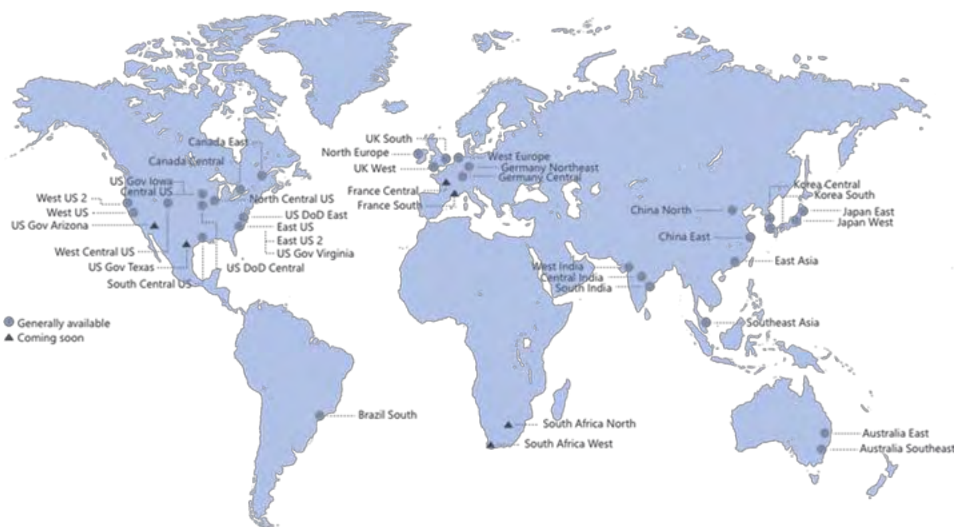 Canada East
Canada Central
US Gov Iowa
Central US
North Central US
West US 2
West US
US Gov Arizona
US DoD East
East US
East US 2
US Gov Virginia
West Central US
US Gov Texas
US DoD Central
South Central US
Generally available
Coming soon
Brazil South
UK South
North Europe
UK West
West Europe
Germany Northeast
Germany Central
France Central
France South
Korea Central
Korea South
China North
Japan East
Japan West
China East
East Asia
West India
Central India
South India
Southeast Asia
South Africa North
South Africa West
Australia East
Australia Southeast